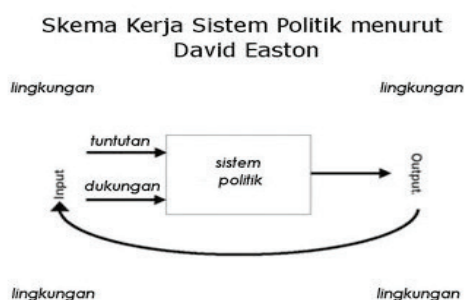 Skema Kerja Sistem Politik menurut
David Easton
lingkungan
lingkungan
tuntutan
dukungan
Input
sistem
politik
Output
lingkungan
lingkungan